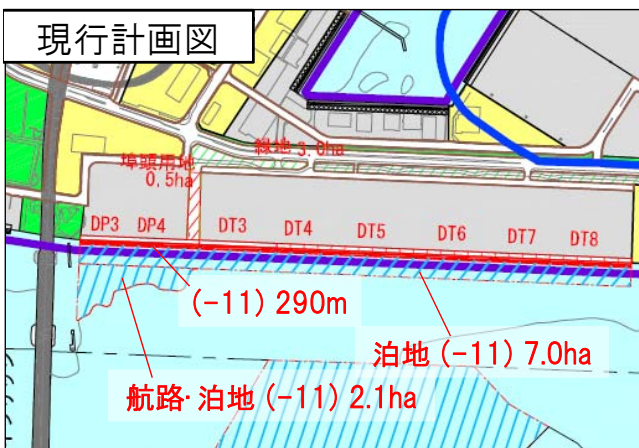 現行計画図
緑地 3.0ha
埠頭用地
0.5ha
DP3 DP4 DT3 DT4 DT5 DT6 DT7 DT8
(-11) 290m
泊地 (-11) 7.0ha
航路・泊地 (-11) 2.1ha